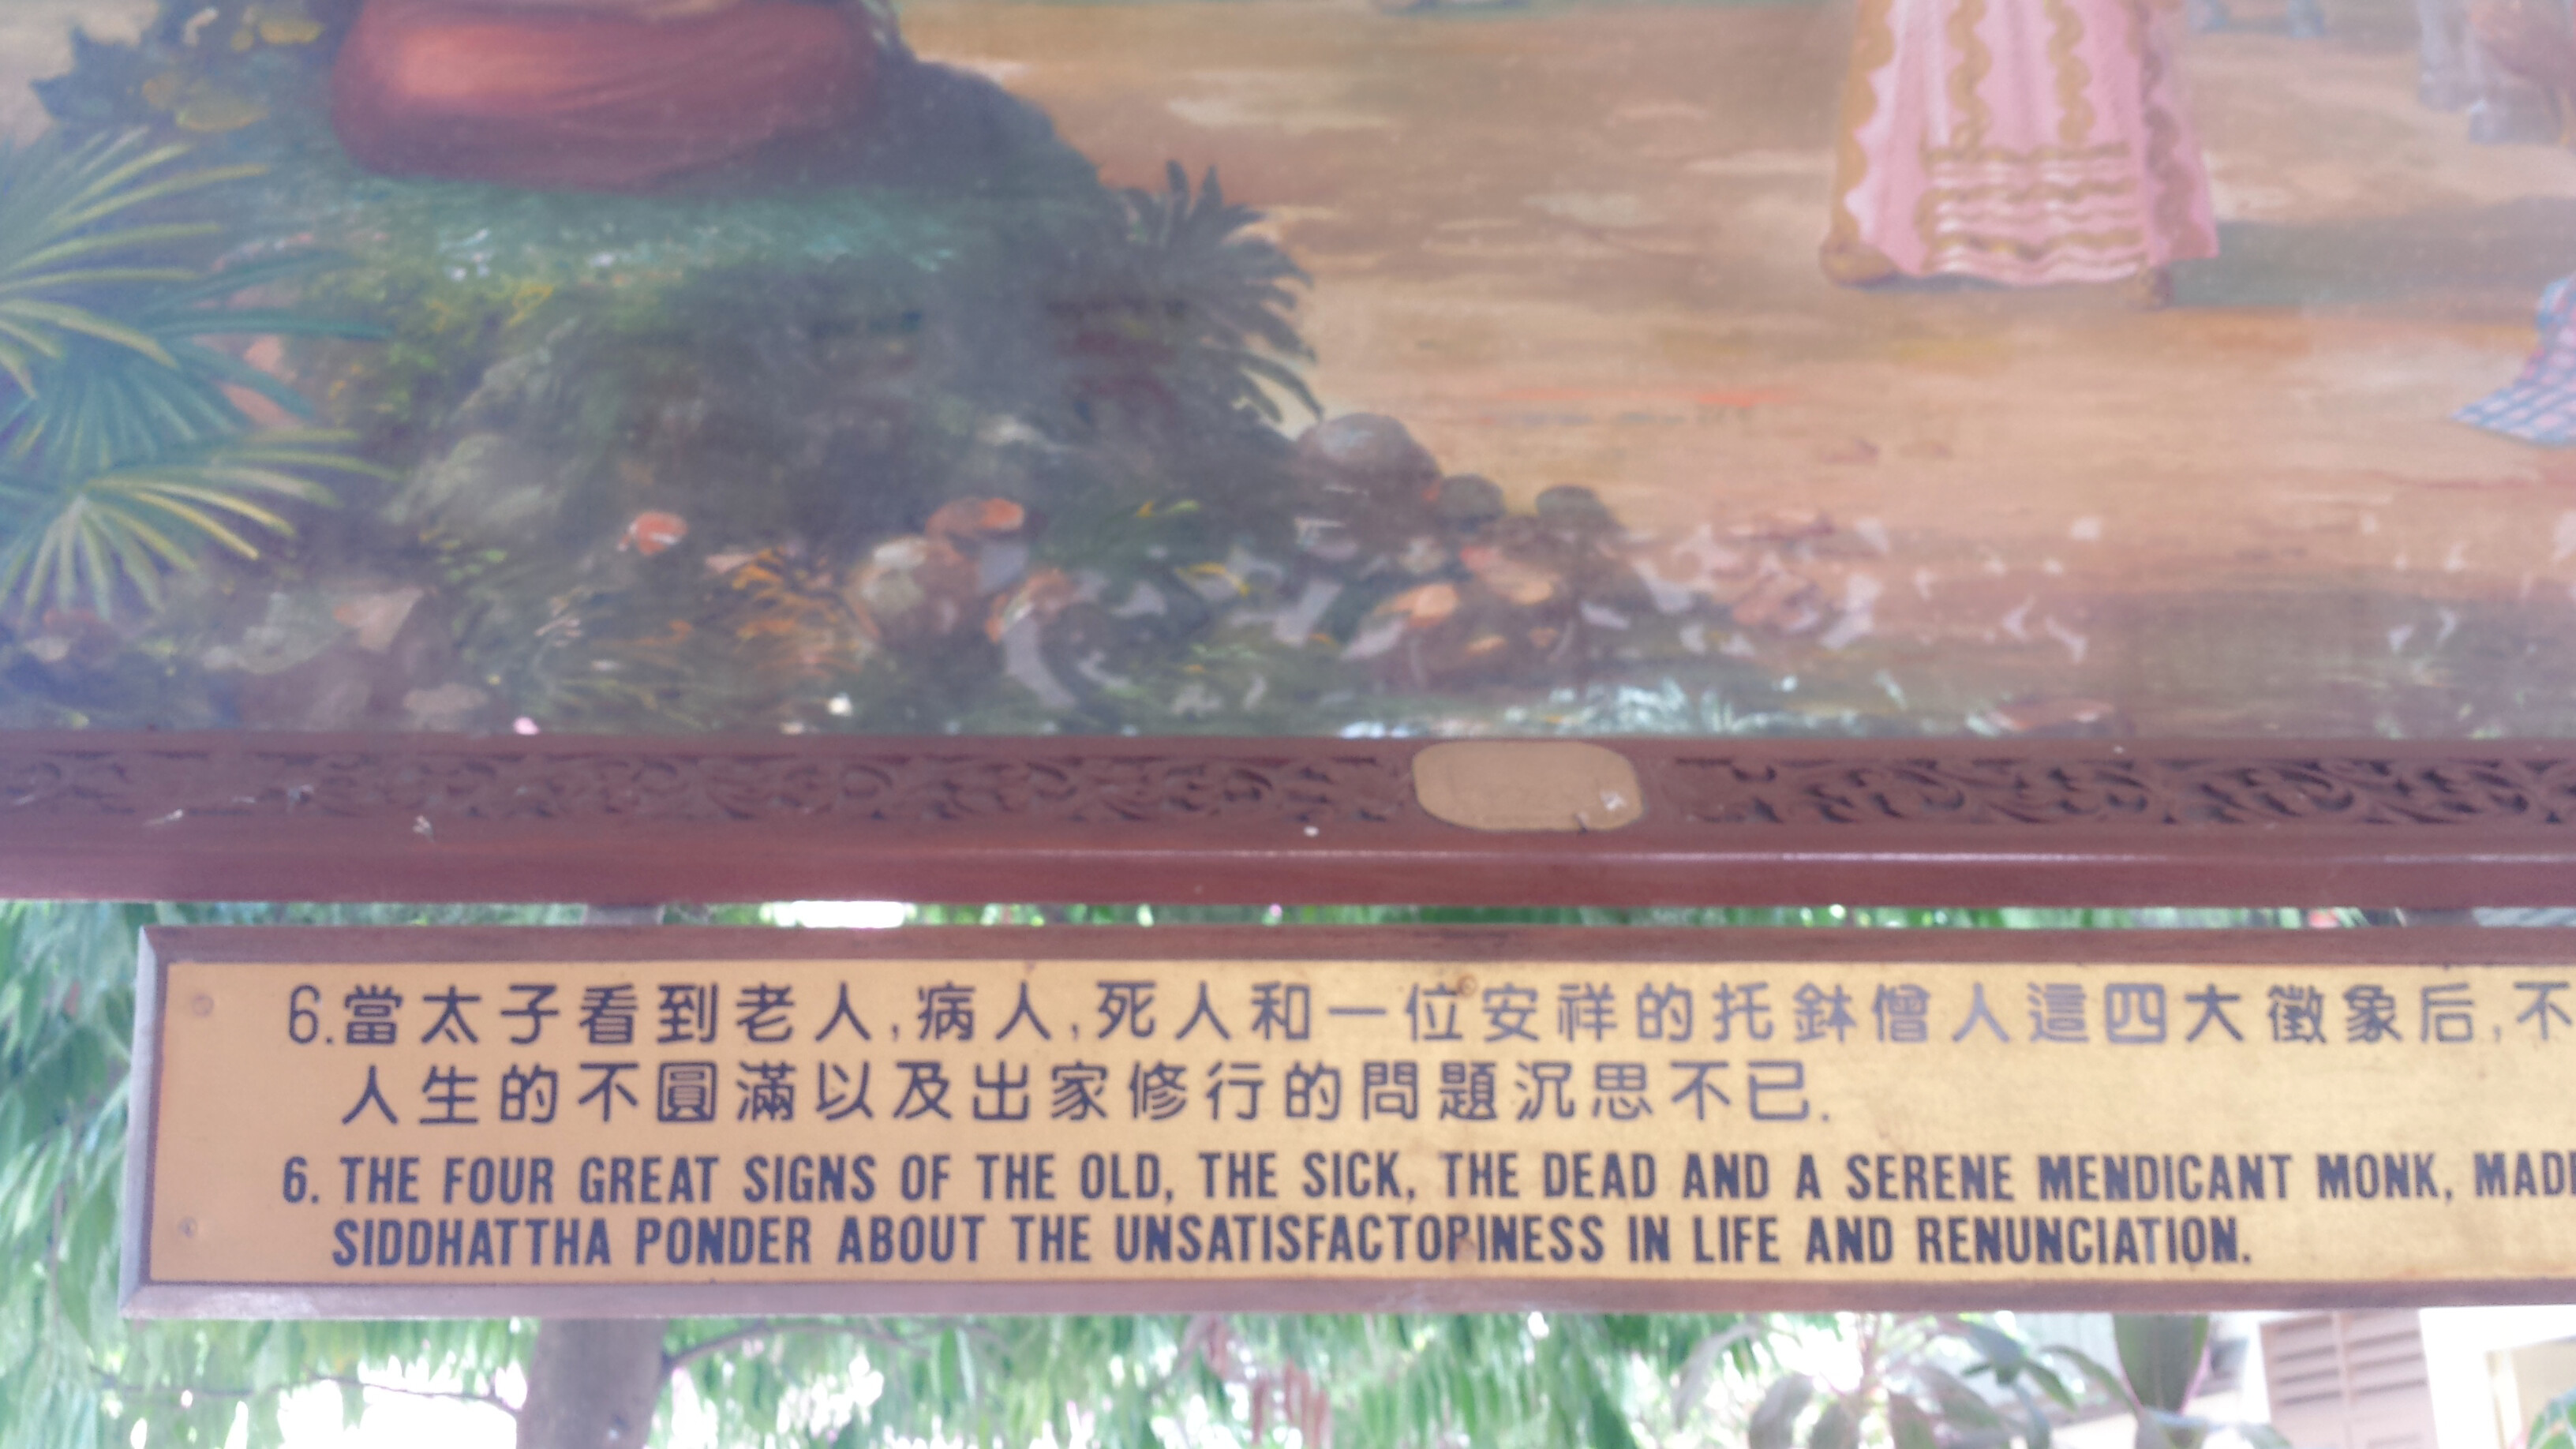 6.當太子看到老人,病人,死人和一位安祥的托鉢僧人這四大徵象后,不
人生的不圓滿以及出家修行的問題沉思不已.
6. THE FOUR GREAT SIGNS OF THE OLD, THE SICK, THE DEAD AND A SERENE MENDICANT MONK,
SIDDHATTHA PONDER ABOUT THE UNSATISFACTORINESS IN LIFE AND RENUNCIATION.